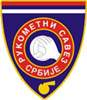 РУКОМЕТНИ САВЕЗ
СРБИЈЕ